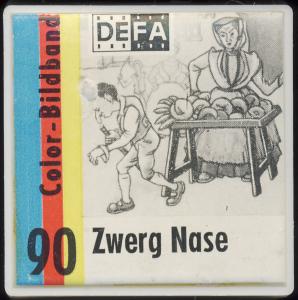 DEFA
Color-Bildband
90 Zwerg Nase